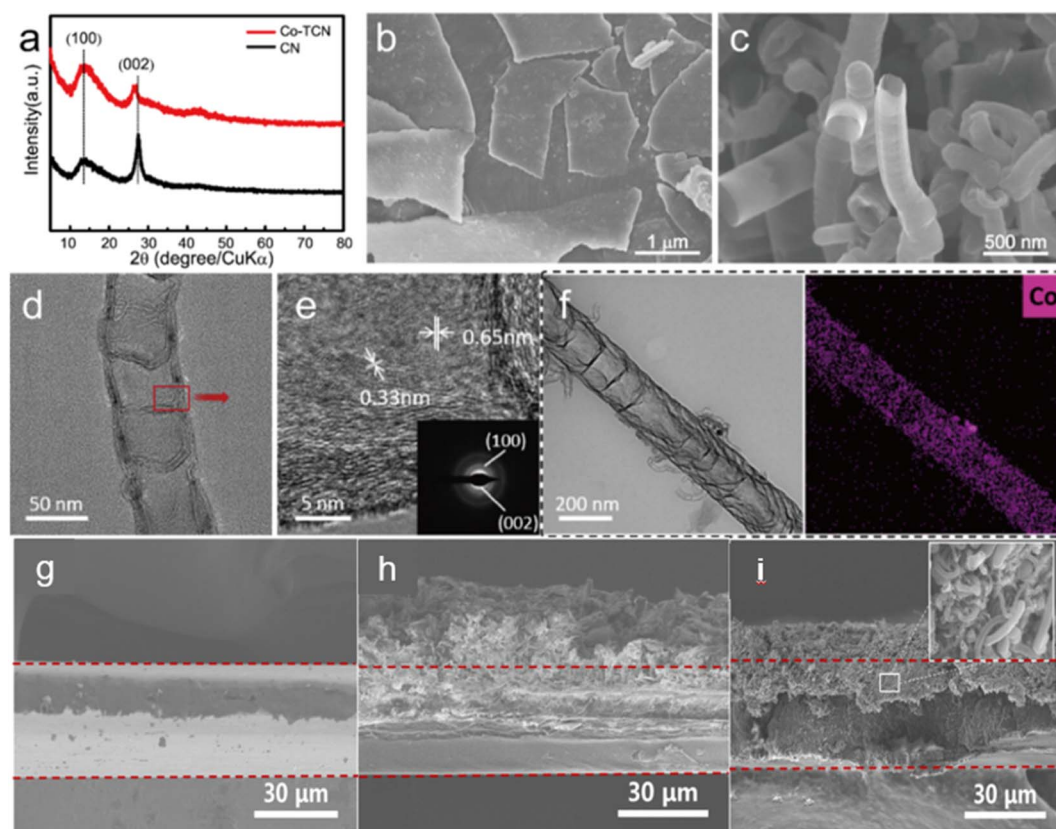 a
(100)
(002)
Co-TCN
CN
Intensity(a.u.)
10 20 30 40 50 60 70 80
2θ (degree/CuKα)
b
1 μm
c
500 nm
d
50 nm
e
0.65nm
0.33nm
5 nm
(100)
(002)
f
200 nm
Co
g
30 μm
h
30 μm
i
30 μm